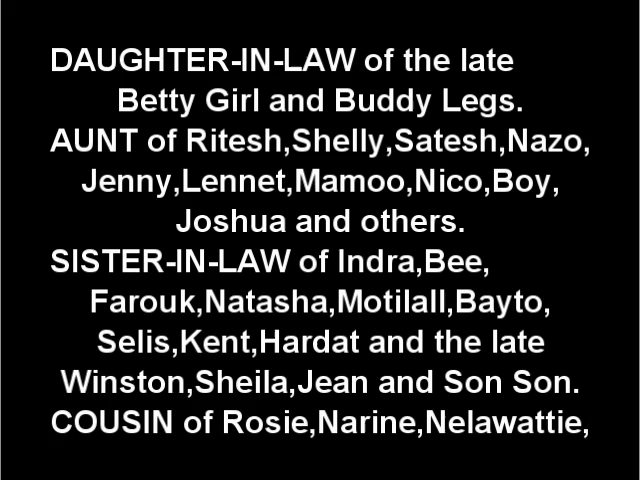 DAUGHTER-IN-LAW of the late
Betty Girl and Buddy Legs.
AUNT of Ritesh,Shelly,Satesh,Nazo,
Jenny,Lennet,Mamoo,Nico,Boy,
Joshua and others.
SISTER-IN-LAW of Indra,Bee,
Farouk,Natasha,Motilall,Bayto,
Selis,Kent,Hardat and the late
Winston,Sheila,Jean and Son Son.
COUSIN of Rosie,Narine,Nelawattie,